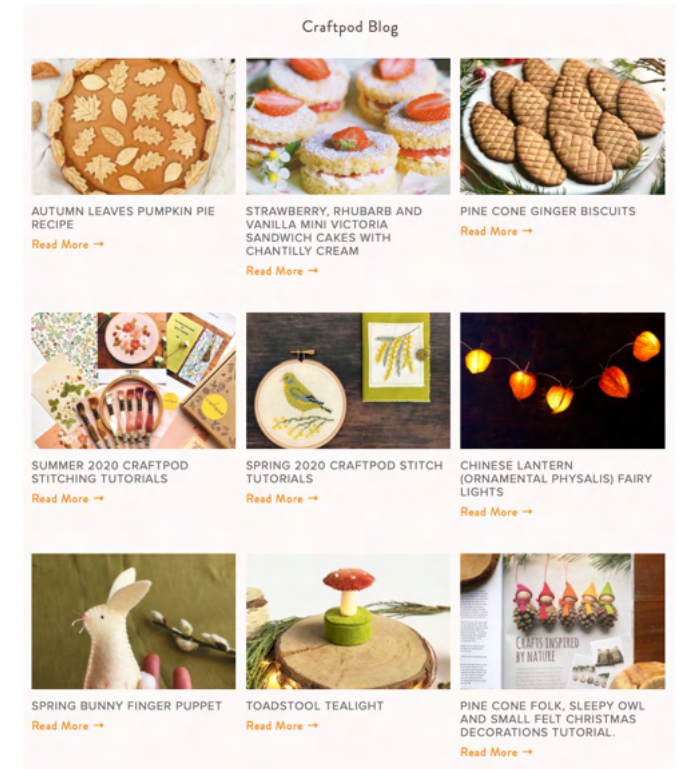 Craftpod Blog
AUTUMN LEAVES PUMPKIN PIE
RECIPE
Read More →
STRAWBERRY, RHUBARB AND
VANILLA MINI VICTORIA
SANDWICH CAKES WITH
CHANTILLY CREAM
Read More →
PINE CONE GINGER BISCUITS
Read More →
SUMMER 2020 CRAFTPOD
STITCHING TUTORIALS
Read More →
SPRING 2020 CRAFTPOD STITCH
TUTORIALS
Read More →
CHINESE LANTERN
(ORNAMENTAL PHYSALIS) FAIRY
LIGHTS
Read More →
SPRING BUNNY FINGER PUPPET
Read More →
TOADSTOOL TEALIGHT
Read More →
CRAFTS INSPIRED
BY NATURE
PINE CONE FOLK, SLEEPY OWL
AND SMALL FELT CHRISTMAS
DECORATIONS TUTORIAL.
Read More →